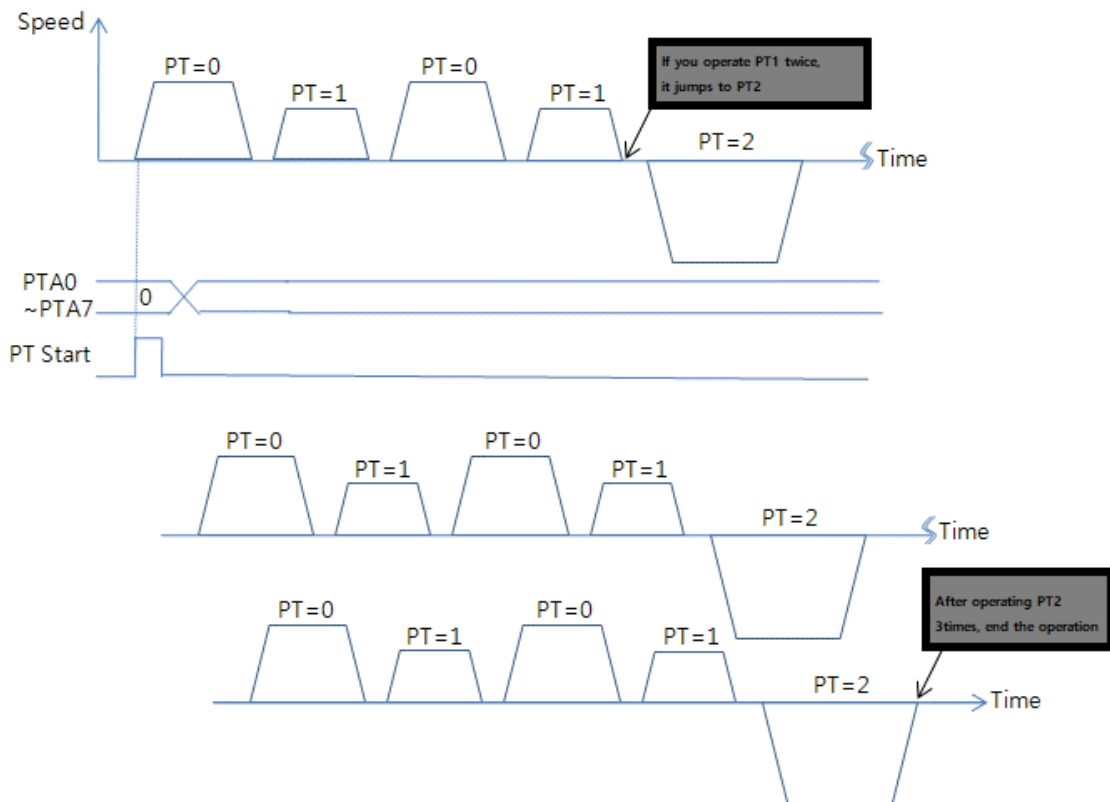 Speed
PT=0
PT=1
PT=0
PT=1
If you operate PT1 twice,
it jumps to PT2
PT=2
Time
PTA0
~PTA7
0
PT Start
PT=0
PT=1
PT=0
PT=1
PT=2
Time
After operating PT2
3times, end the operation
PT=0
PT=1
PT=0
PT=1
PT=2
Time